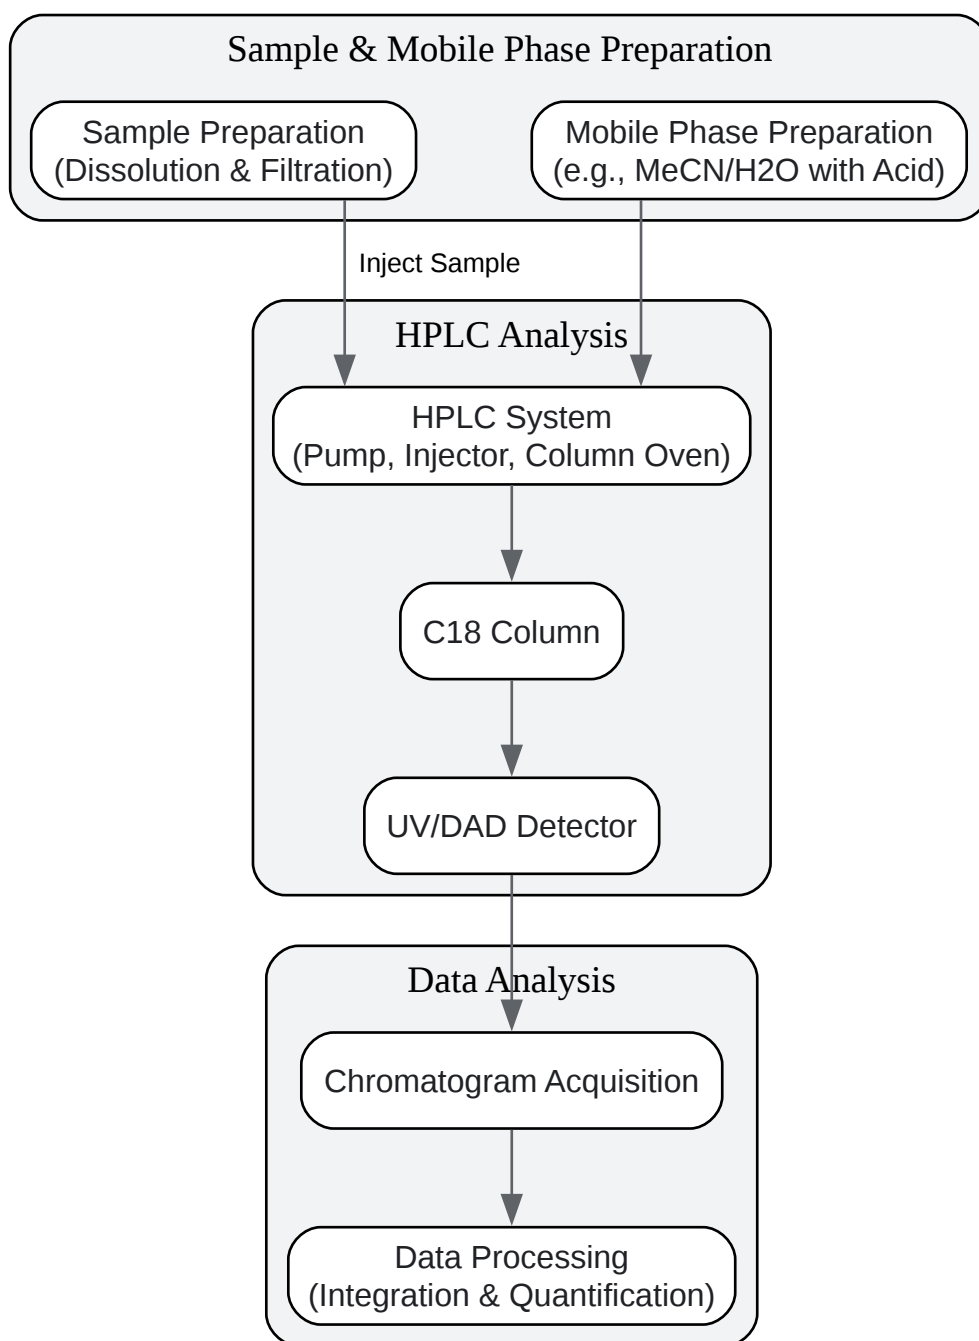 Sample & Mobile Phase Preparation
Sample Preparation
(Dissolution & Filtration)
Mobile Phase Preparation
(e.g., MeCN/H2O with Acid)
Inject Sample
HPLC Analysis
HPLC System
(Pump, Injector, Column Oven)
C18 Column
UV/DAD Detector
Data Analysis
Chromatogram Acquisition
Data Processing
(Integration & Quantification)